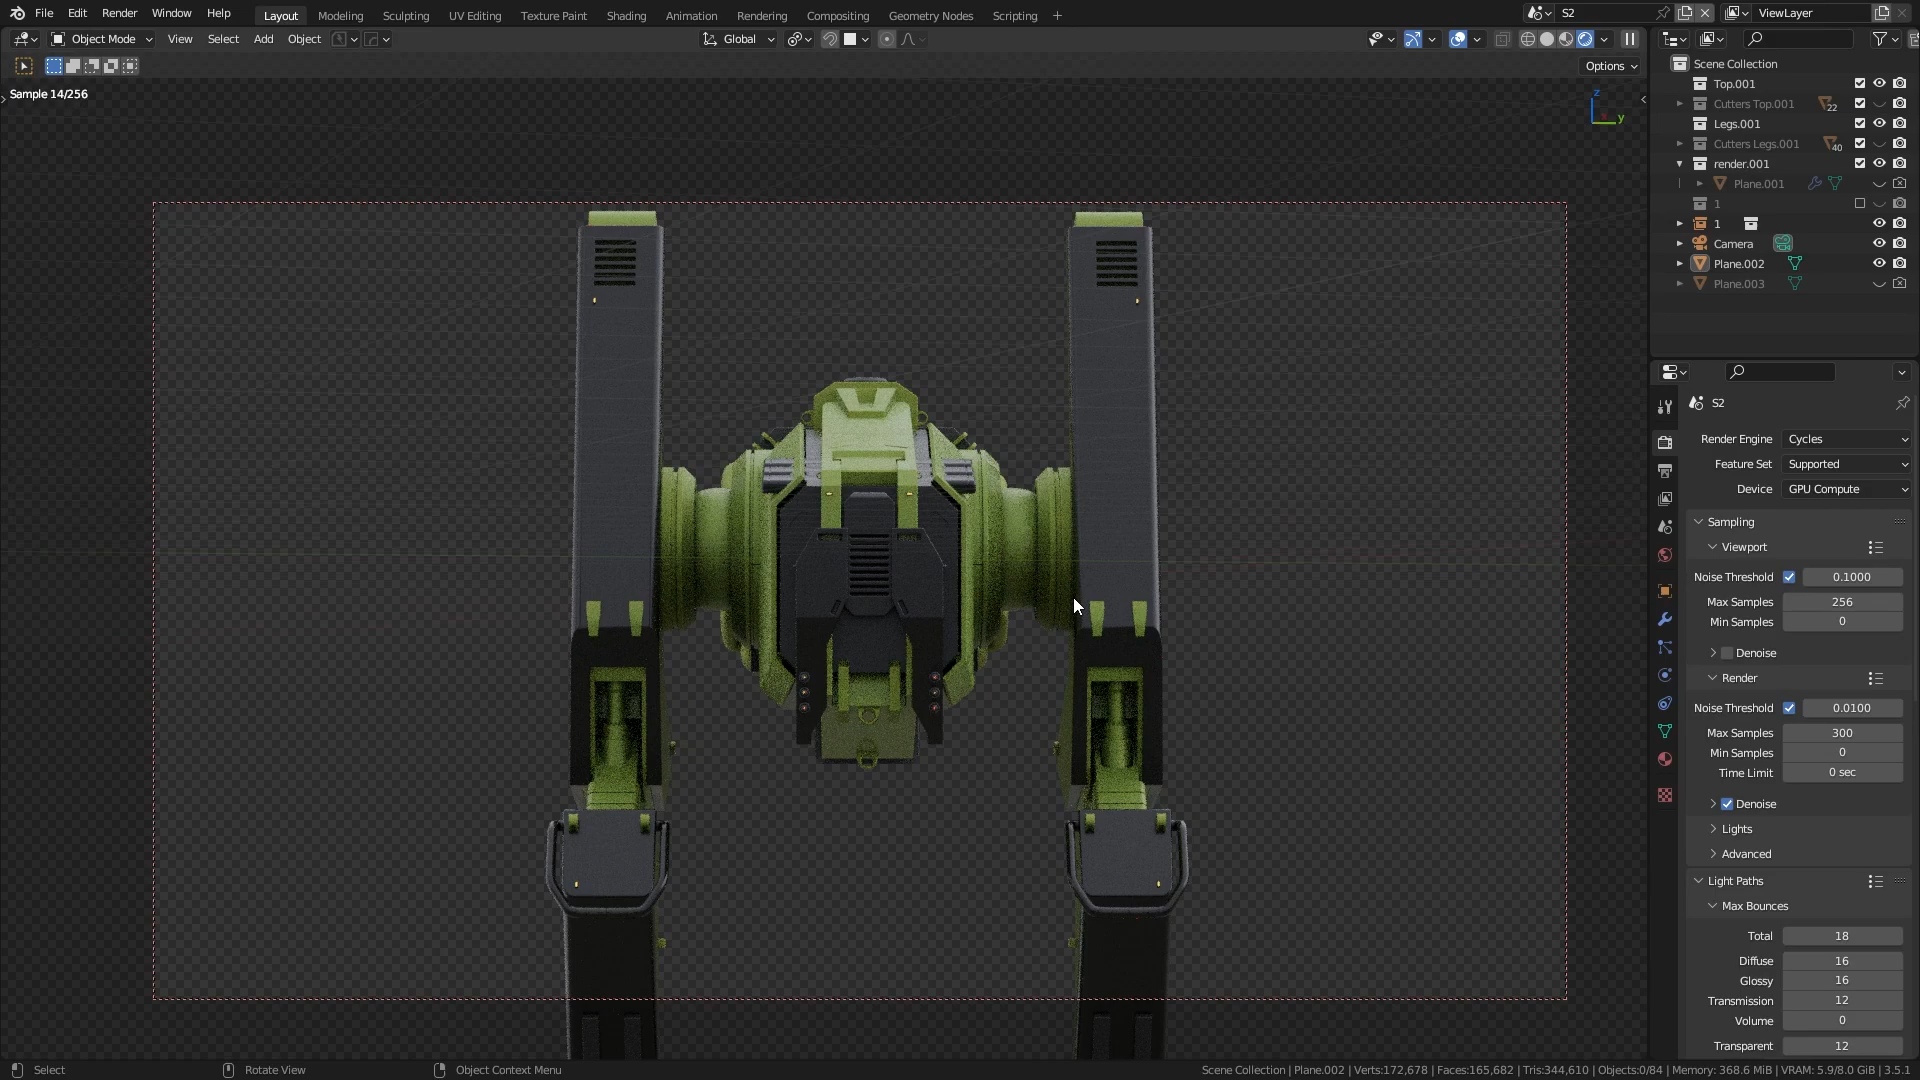 File Edit Render Window Help Layout Modeling Sculpting UV Editing Texture Paint Shading Animation Rendering Compositing Geometry Nodes Scripting + S2 ViewLayer
Object Mode View Select Add Object Global
Options
Sample 14/256
z
y
Scene Collection
Top.001
Cutters Top.001 22
Legs.001
Cutters Legs.001 40
render.001
Plane.001
1
1
Camera
Plane.002
Plane.003
S2
Render Engine Cycles
Feature Set Supported
Device GPU Compute
Sampling
Viewport
Noise Threshold 0.1000
Max Samples 256
Min Samples 0
Denoise
Render
Noise Threshold 0.0100
Max Samples 300
Min Samples 0
Time Limit 0 sec
Denoise
Lights
Advanced
Light Paths
Max Bounces
Total 18
Diffuse 16
Glossy 16
Transmission 12
Volume 0
Transparent 12
Select Rotate View Object Context Menu Scene Collection | Plane.002 | Verts:172,678 | Faces:165,682 | Tris:344,610 | Objects:0/84 | Memory: 368.6 MiB | VRAM: 5.9/8.0 GiB | 3.5.1